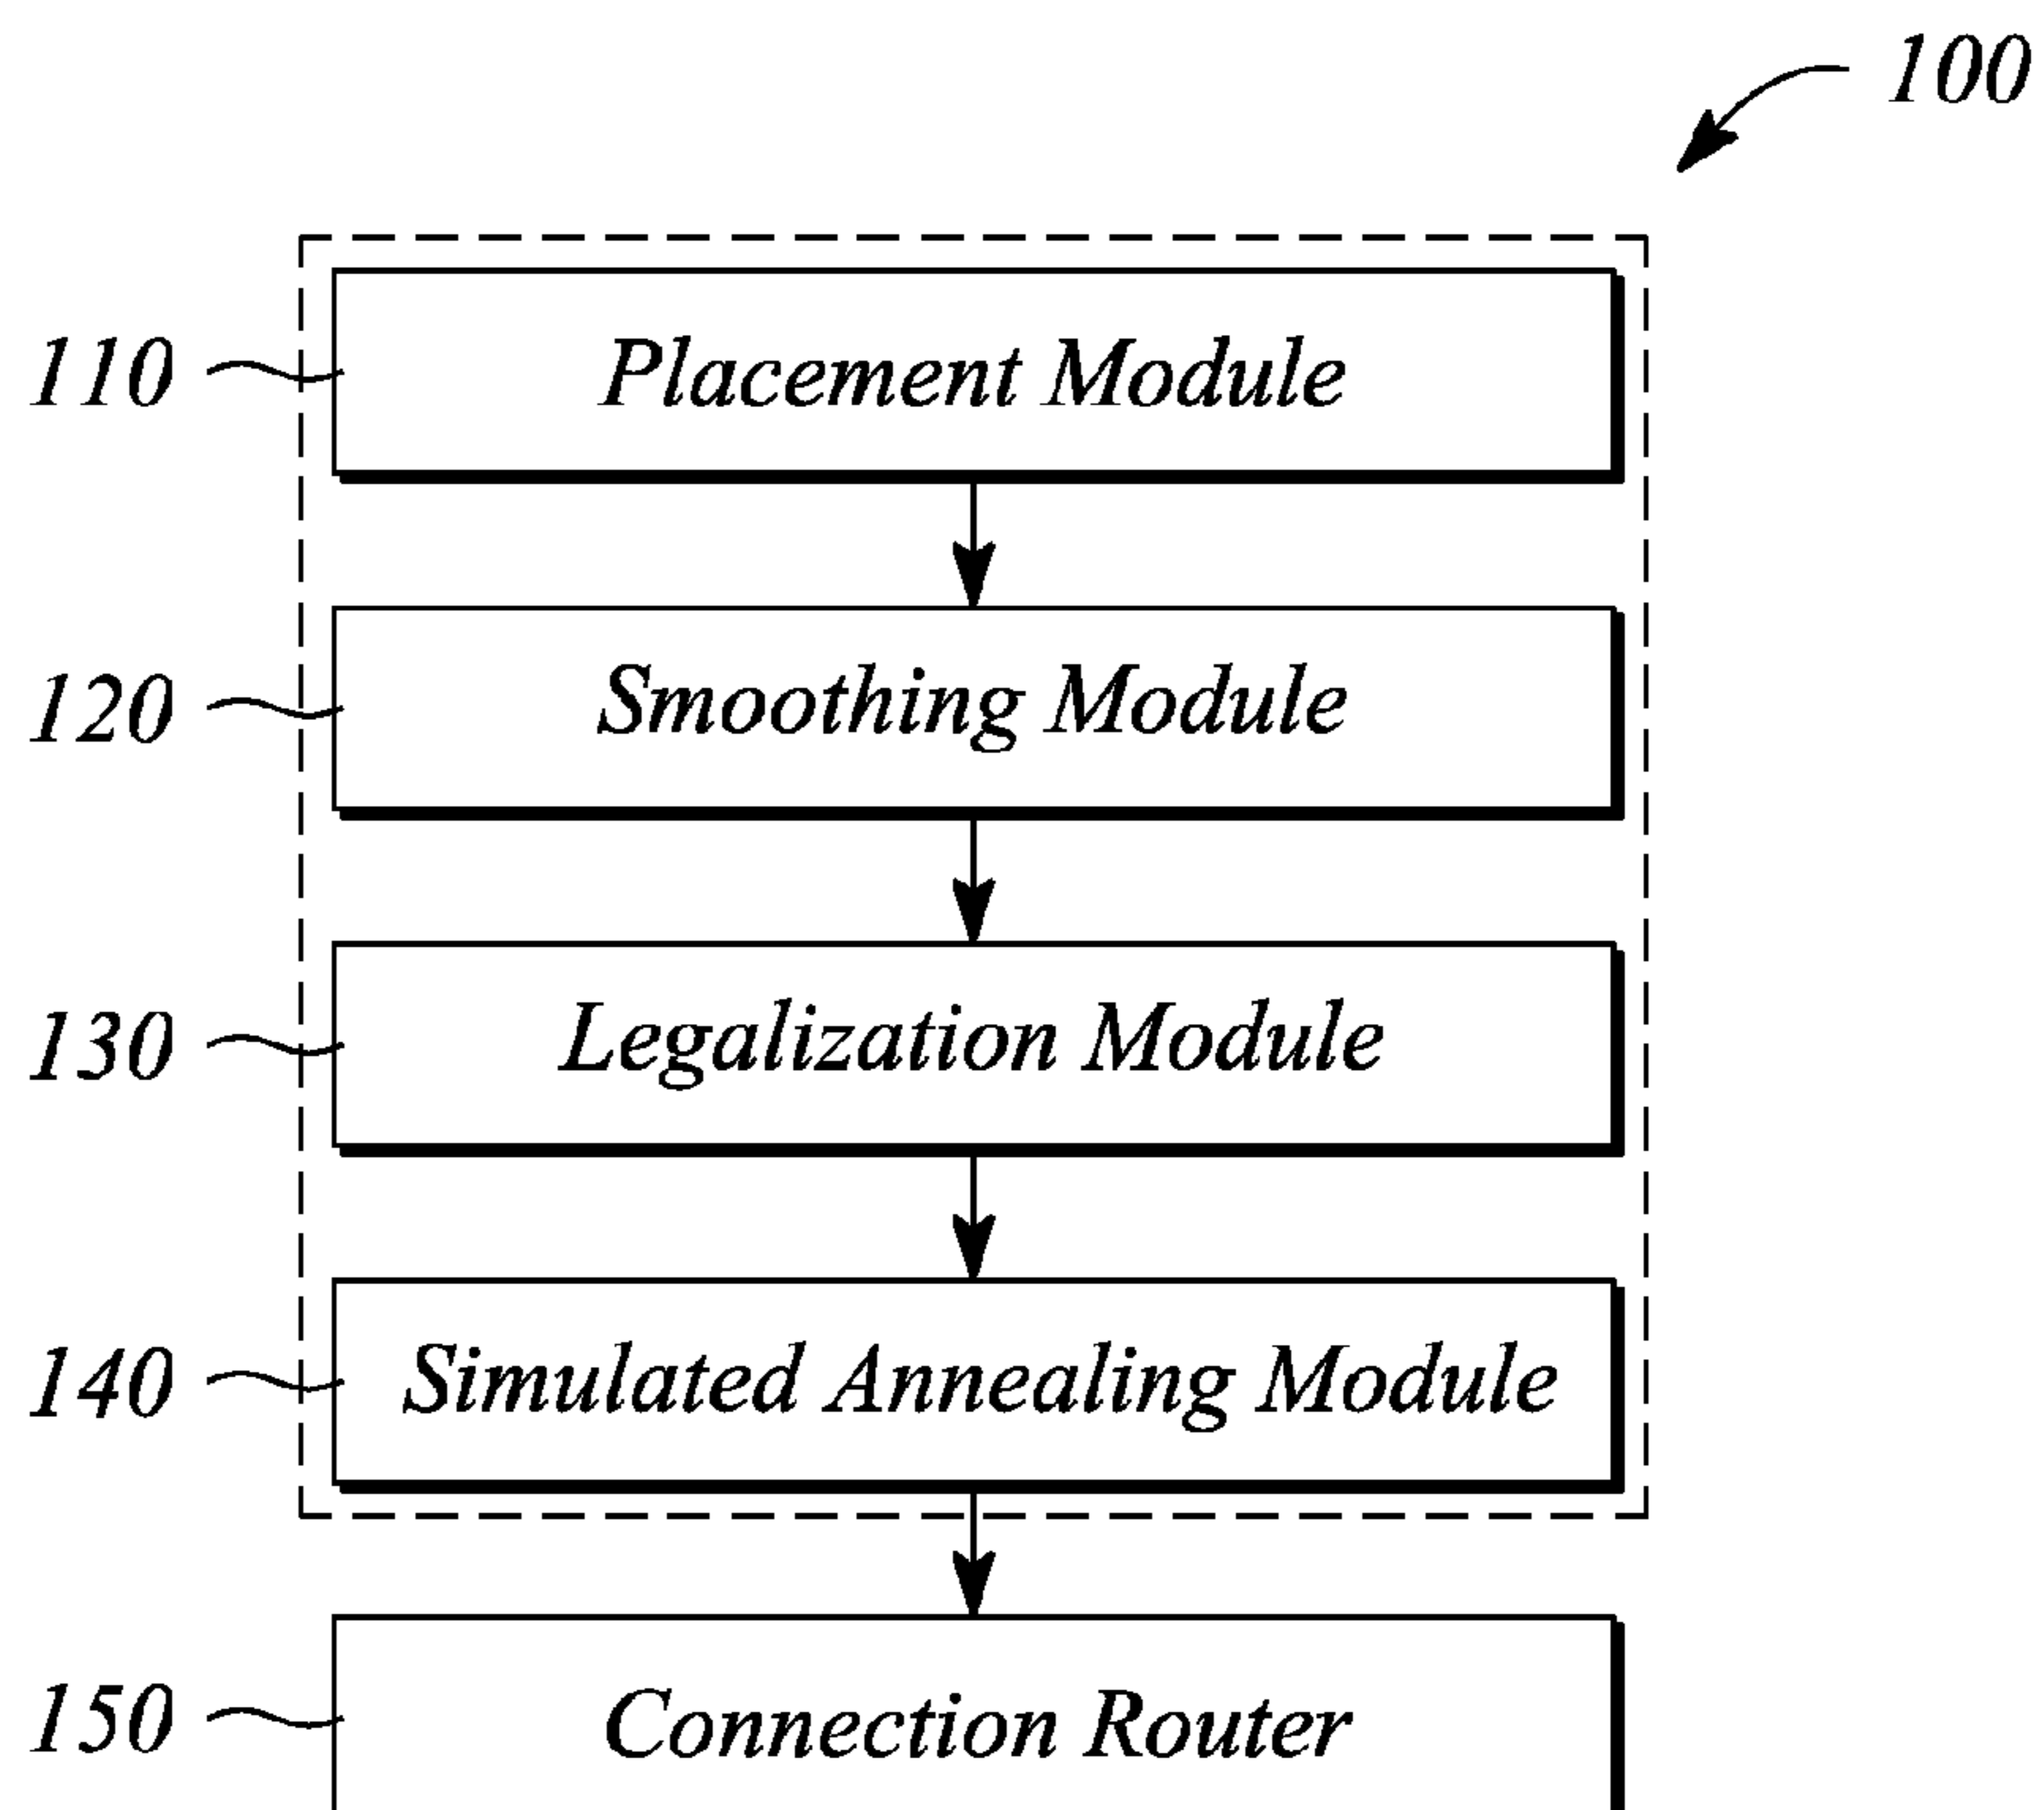 100
110 Placement Module
120 Smoothing Module
130 Legalization Module
140 Simulated Annealing Module
150 Connection Router